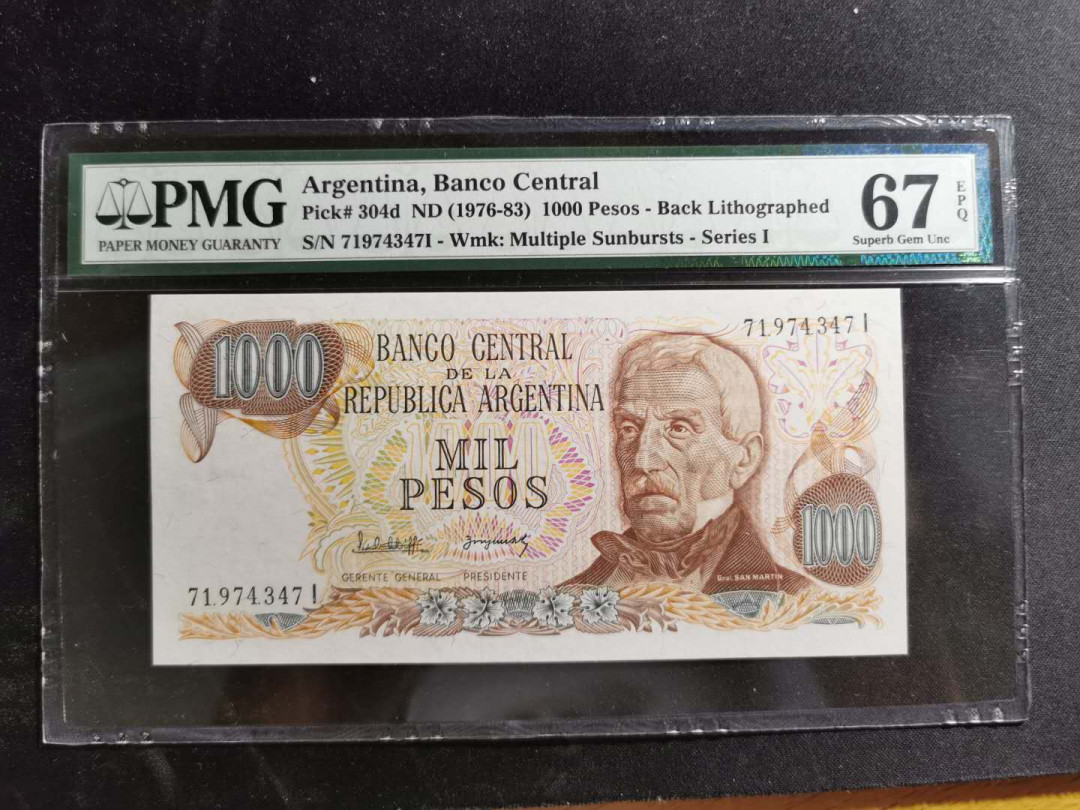 PMG
PAPER MONEY GUARANTY
Argentina, Banco Central
Pick# 304d ND (1976-83) 1000 Pesos - Back Lithographed
S/N 71974347I - Wmk: Multiple Sunbursts - Series I
67
EPQ
Superb Gem Unc
1000
BANCO CENTRAL
DE LA
REPUBLICA ARGENTINA
MIL
PESOS
71.974.347 I
1000
GERENTE GENERAL PRESIDENTE
Gral. SAN MARTIN
71.974.347 I